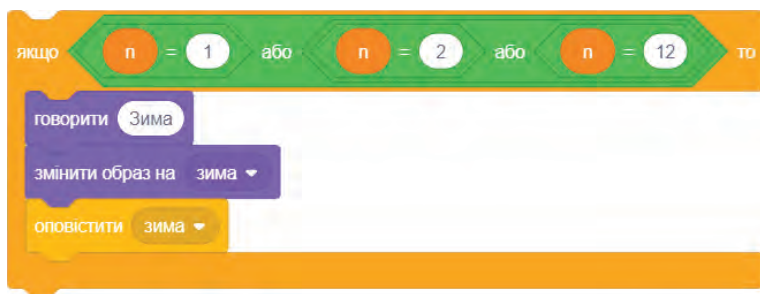 якщо n = 1 або n = 2 або n = 12 то
говорити Зима
змінити образ на зима
оповістити зима